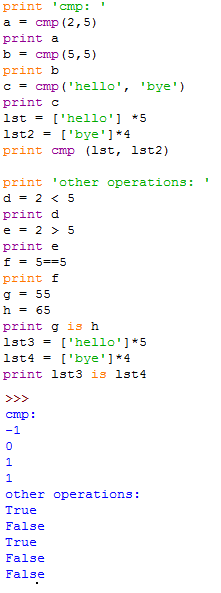 print 'cmp: '
a = cmp(2,5)
print a
b = cmp(5,5)
print b
c = cmp('hello', 'bye')
print c
lst = ['hello'] *5
lst2 = ['bye']*4
print cmp (lst, lst2)
print 'other operations: '
d = 2 < 5
print d
e = 2 > 5
print e
f = 5==5
print f
g = 55
h = 65
print g is h
lst3 = ['hello']*5
lst4 = ['bye']*4
print lst3 is lst4
>>>
cmp:
-1
0
1
1
other operations:
True
False
True
False
False